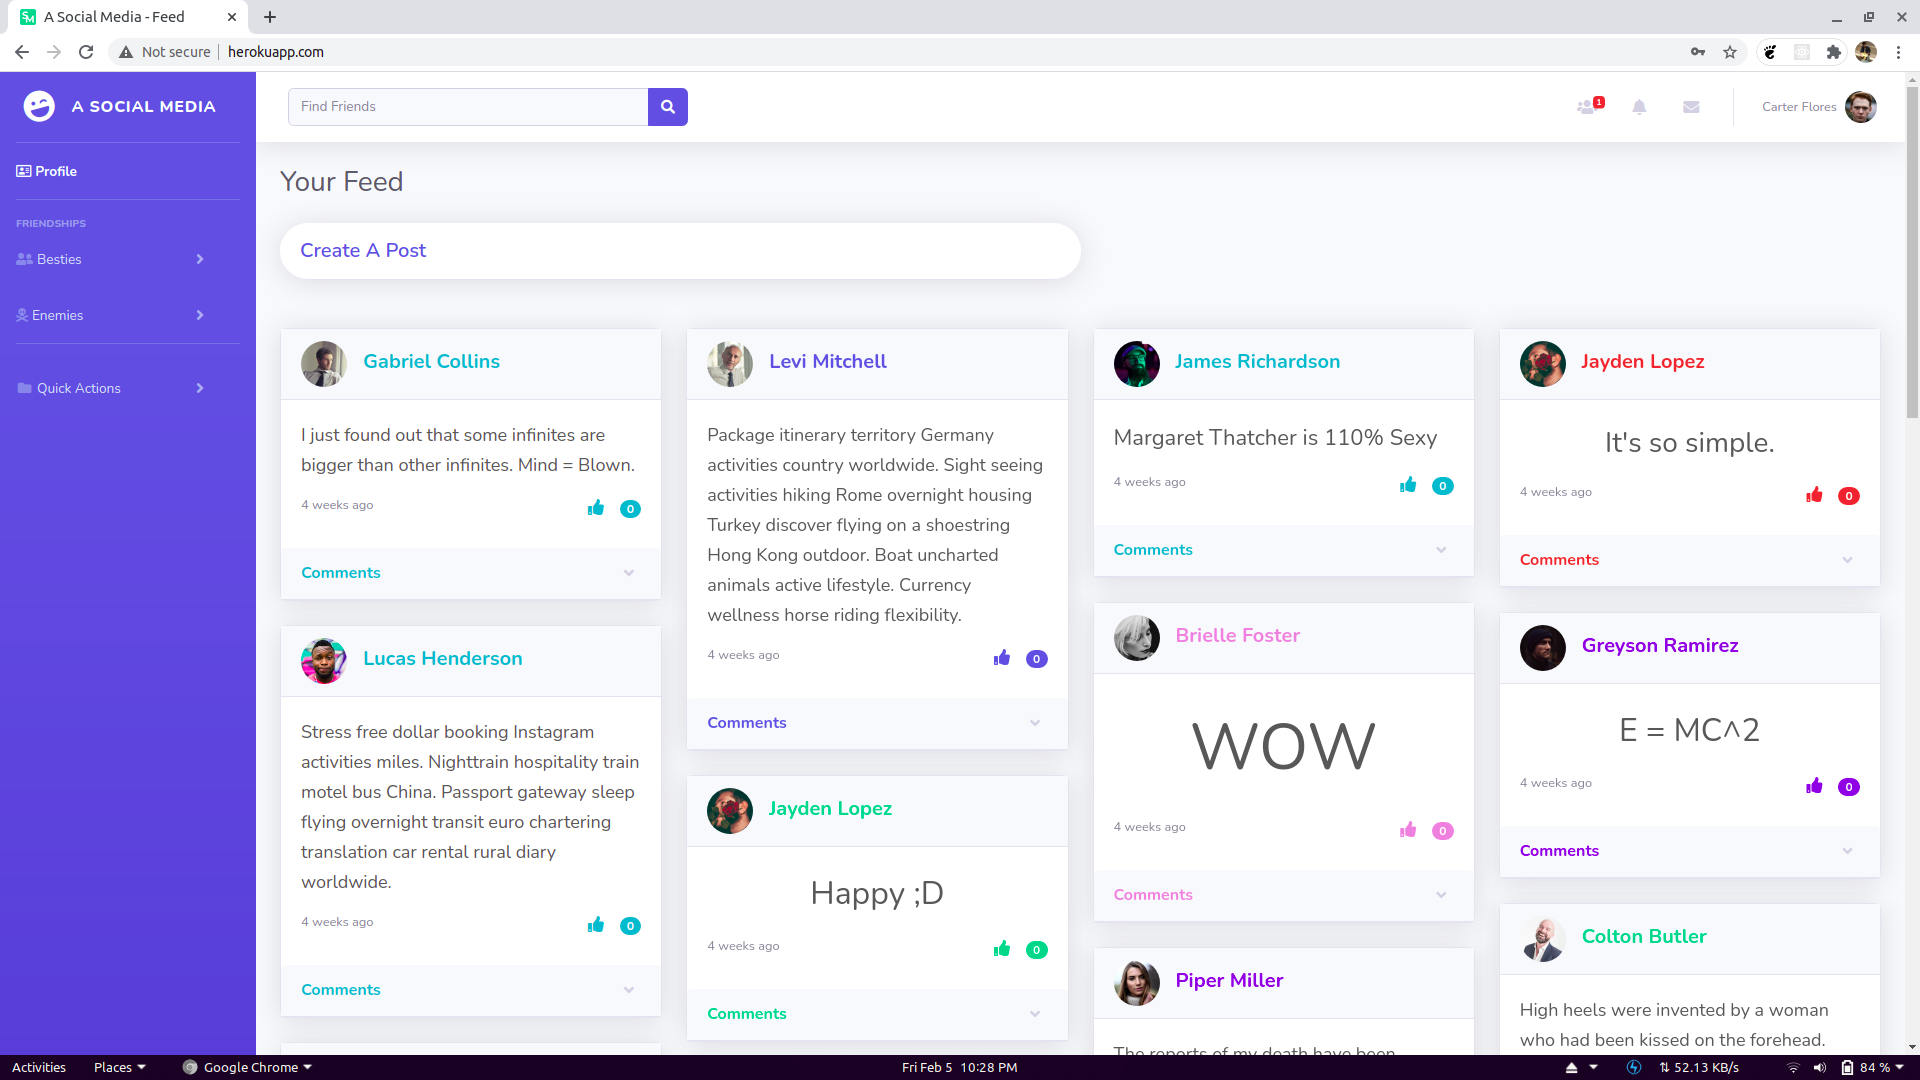 A Social Media - Feed
Not secure
herokuapp.com
A SOCIAL MEDIA
Find Friends
1
Carter Flores
Profile
FRIENDSHIPS
Besties
Enemies
Quick Actions
Your Feed
Create A Post
Gabriel Collins
I just found out that some infinites are
bigger than other infinites. Mind = Blown.
4 weeks ago
0
Comments
Lucas Henderson
Stress free dollar booking Instagram
activities miles. Nighttrain hospitality train
motel bus China. Passport gateway sleep
flying overnight transit euro chartering
translation car rental rural diary
worldwide.
4 weeks ago
0
Comments
Levi Mitchell
Package itinerary territory Germany
activities country worldwide. Sight seeing
activities hiking Rome overnight housing
Turkey discover flying on a shoestring
Hong Kong outdoor. Boat uncharted
animals active lifestyle. Currency
wellness horse riding flexibility.
4 weeks ago
0
Comments
Jayden Lopez
Happy ;D
4 weeks ago
0
Comments
James Richardson
Margaret Thatcher is 110% Sexy
4 weeks ago
0
Comments
Brielle Foster
WOW
4 weeks ago
0
Comments
Piper Miller
The reports of my death have been
Jayden Lopez
It's so simple.
4 weeks ago
0
Comments
Greyson Ramirez
E = MC^2
4 weeks ago
0
Comments
Colton Butler
High heels were invented by a woman
who had been kissed on the forehead.
Activities
Places
Google Chrome
Fri Feb 5 10:28 PM
52.13 KB/s
84 %